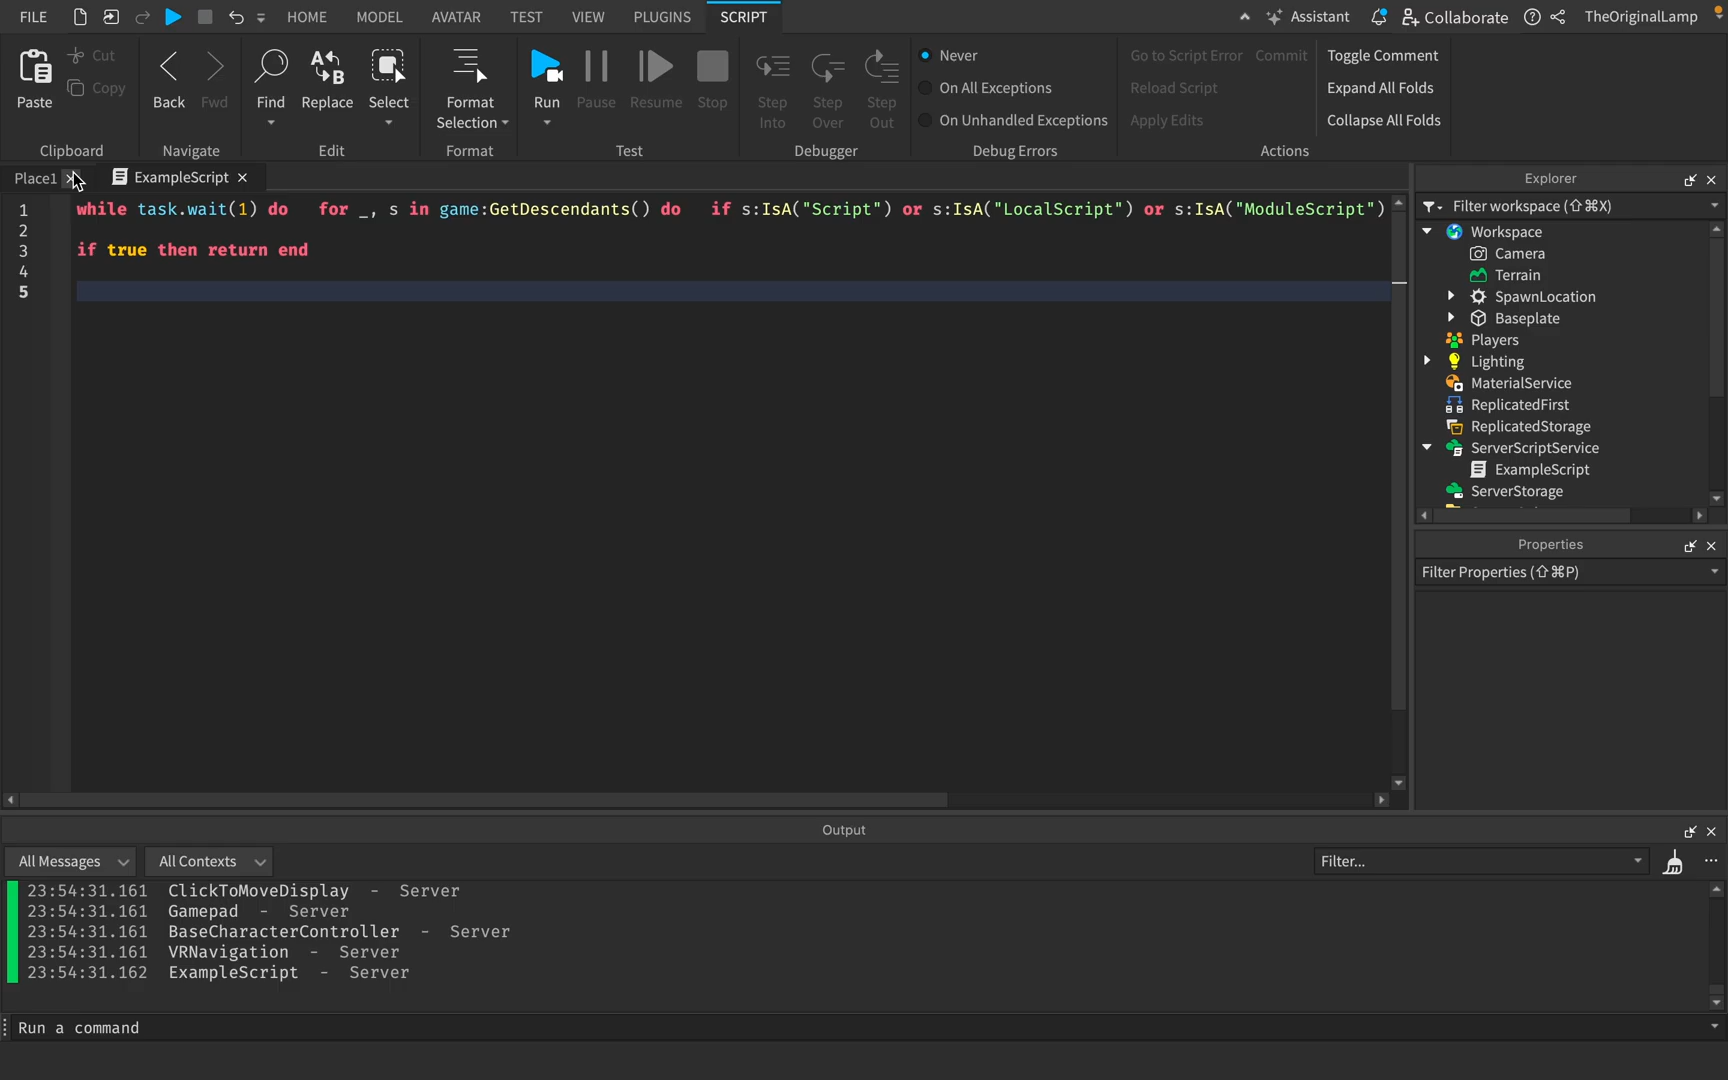 FILE HOME MODEL AVATAR TEST VIEW PLUGINS SCRIPT Assistant Collaborate TheOriginalLamp
Paste Cut Copy
Clipboard
Back Fwd
Navigate
Find Replace Select
Edit
Format Selection
Format
Run Pause Resume Stop
Test
Step Into Step Over Step Out
Debugger
Never
On All Exceptions
On Unhandled Exceptions
Debug Errors
Go to Script Error Commit Toggle Comment
Reload Script Expand All Folds
Apply Edits Collapse All Folds
Actions
Place1 ExampleScript
1 while task.wait(1) do   for _, s in game:GetDescendants() do   if s:IsA("Script") or s:IsA("LocalScript") or s:IsA("ModuleScript")
2
3 if true then return end
4
5
Explorer
Filter workspace (⇧⌘X)
Workspace
Camera
Terrain
SpawnLocation
Baseplate
Players
Lighting
MaterialService
ReplicatedFirst
ReplicatedStorage
ServerScriptService
ExampleScript
ServerStorage
Properties
Filter Properties (⇧⌘P)
Output
All Messages All Contexts Filter...
23:54:31.161 ClickToMoveDisplay - Server
23:54:31.161 Gamepad - Server
23:54:31.161 BaseCharacterController - Server
23:54:31.161 VRNavigation - Server
23:54:31.162 ExampleScript - Server
Run a command